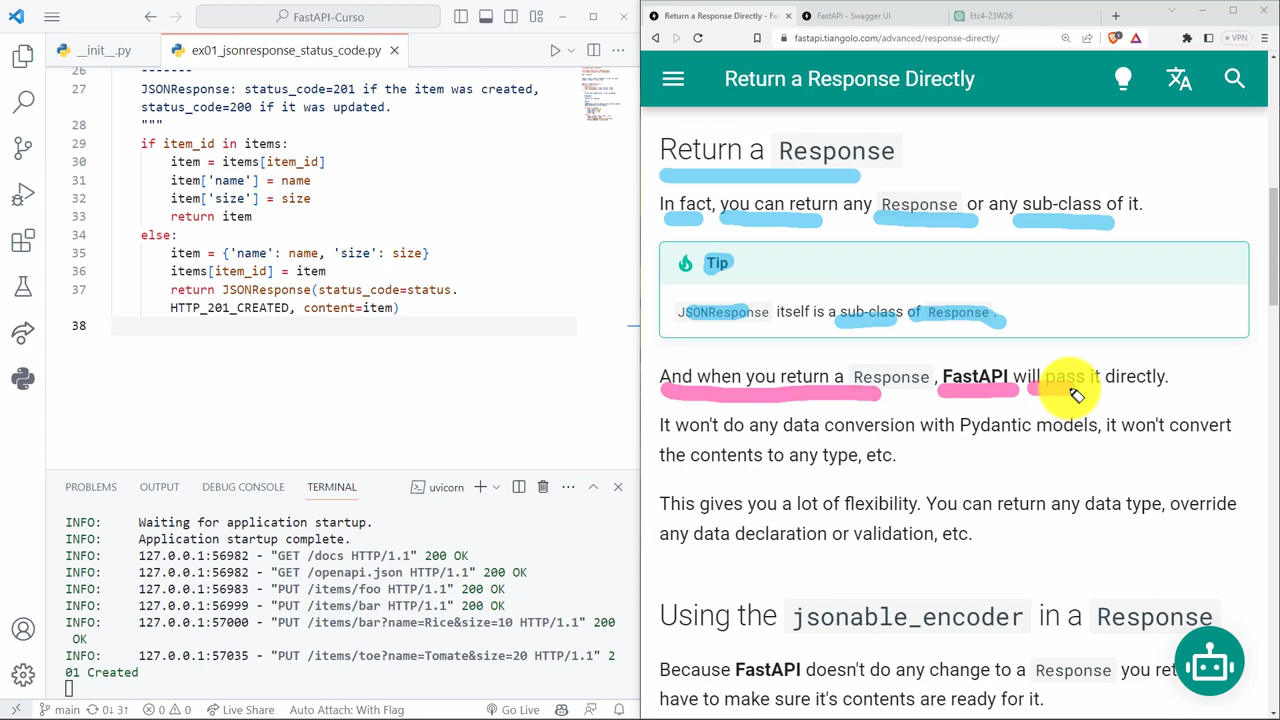 FastAPI-Curso
__init__.py
ex01_jsonresponse_status_code.py
26
-------
27
JSONResponse: status_code=201 if the item was created,
status_code=200 if it was updated.
28
"""
29
if item_id in items:
30
item = items[item_id]
31
item['name'] = name
32
item['size'] = size
33
return item
34
else:
35
item = {'name': name, 'size': size}
36
items[item_id] = item
37
return JSONResponse(status_code=status.
HTTP_201_CREATED, content=item)
38
PROBLEMS OUTPUT DEBUG CONSOLE TERMINAL
uvicorn
INFO: Waiting for application startup.
INFO: Application startup complete.
INFO: 127.0.0.1:56982 - "GET /docs HTTP/1.1" 200 OK
INFO: 127.0.0.1:56982 - "GET /openapi.json HTTP/1.1" 200 OK
INFO: 127.0.0.1:56983 - "PUT /items/foo HTTP/1.1" 200 OK
INFO: 127.0.0.1:56999 - "PUT /items/bar HTTP/1.1" 200 OK
INFO: 127.0.0.1:57000 - "PUT /items/bar?name=Rice&size=10 HTTP/1.1" 200
OK
INFO: 127.0.0.1:57035 - "PUT /items/toe?name=Tomate&size=20 HTTP/1.1" 2
01 Created
main 0↓ 3↑ 0 0 Live Share Auto Attach: With Flag Go Live
Return a Response Directly - Fas
FastAPI - Swagger UI
Etc4-23W26
fastapi.tiangolo.com/advanced/response-directly/
VPN
Return a Response Directly
Return a Response
In fact, you can return any Response or any sub-class of it.
Tip
JSONResponse itself is a sub-class of Response.
And when you return a Response, FastAPI will pass it directly.
It won't do any data conversion with Pydantic models, it won't convert
the contents to any type, etc.
This gives you a lot of flexibility. You can return any data type, override
any data declaration or validation, etc.
Using the jsonable_encoder in a Response
Because FastAPI doesn't do any change to a Response you ret
have to make sure it's contents are ready for it.